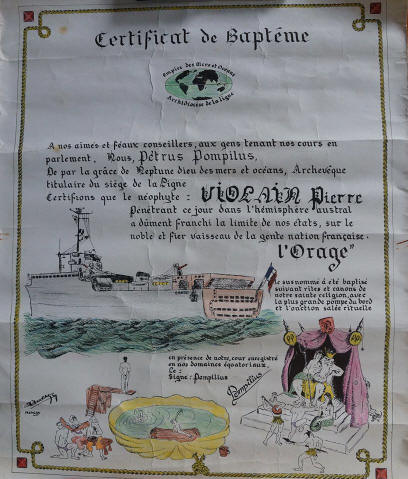 Certificat de Baptême
Empire des Mers et Océans
Archidiocèse de la ligne
A nos aimés et féaux conseillers, aux gens tenant nos cours en
parlement, Nous, Pétrus Pompilius,
De par la grâce de Neptune dieu des mers et océans, Archevêque
titulaire du siège de la Ligne
Certifions que le néophyte : VIOLAIN Pierre
Pénétrant ce jour dans l'hémisphère austral
a dûment franchi la limite de nos états, sur le
noble et fier vaisseau de la gente nation française.
l'Orage"
le susnommé a été baptisé
suivant rites et canons de
notre sainte religion, avec
la plus grande pompe du bord
et l'onction salée rituelle
en présence de notre cour enregistré
en nos domaines équatoriaux.
Le :
Signé : Pompilius
Pompilius